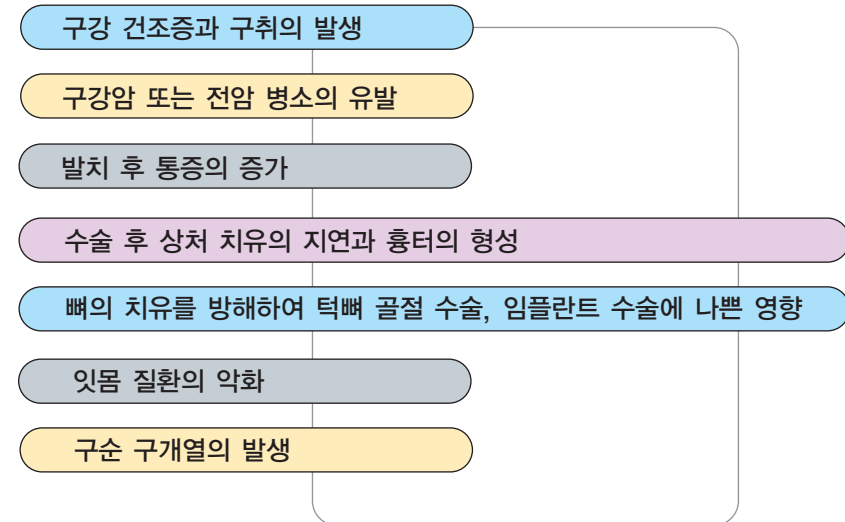 구강 건조증과 구취의 발생
구강암 또는 전암 병소의 유발
발치 후 통증의 증가
수술 후 상처 치유의 지연과 흉터의 형성
뼈의 치유를 방해하여 턱뼈 골절 수술, 임플란트 수술에 나쁜 영향
잇몸 질환의 악화
구순 구개열의 발생